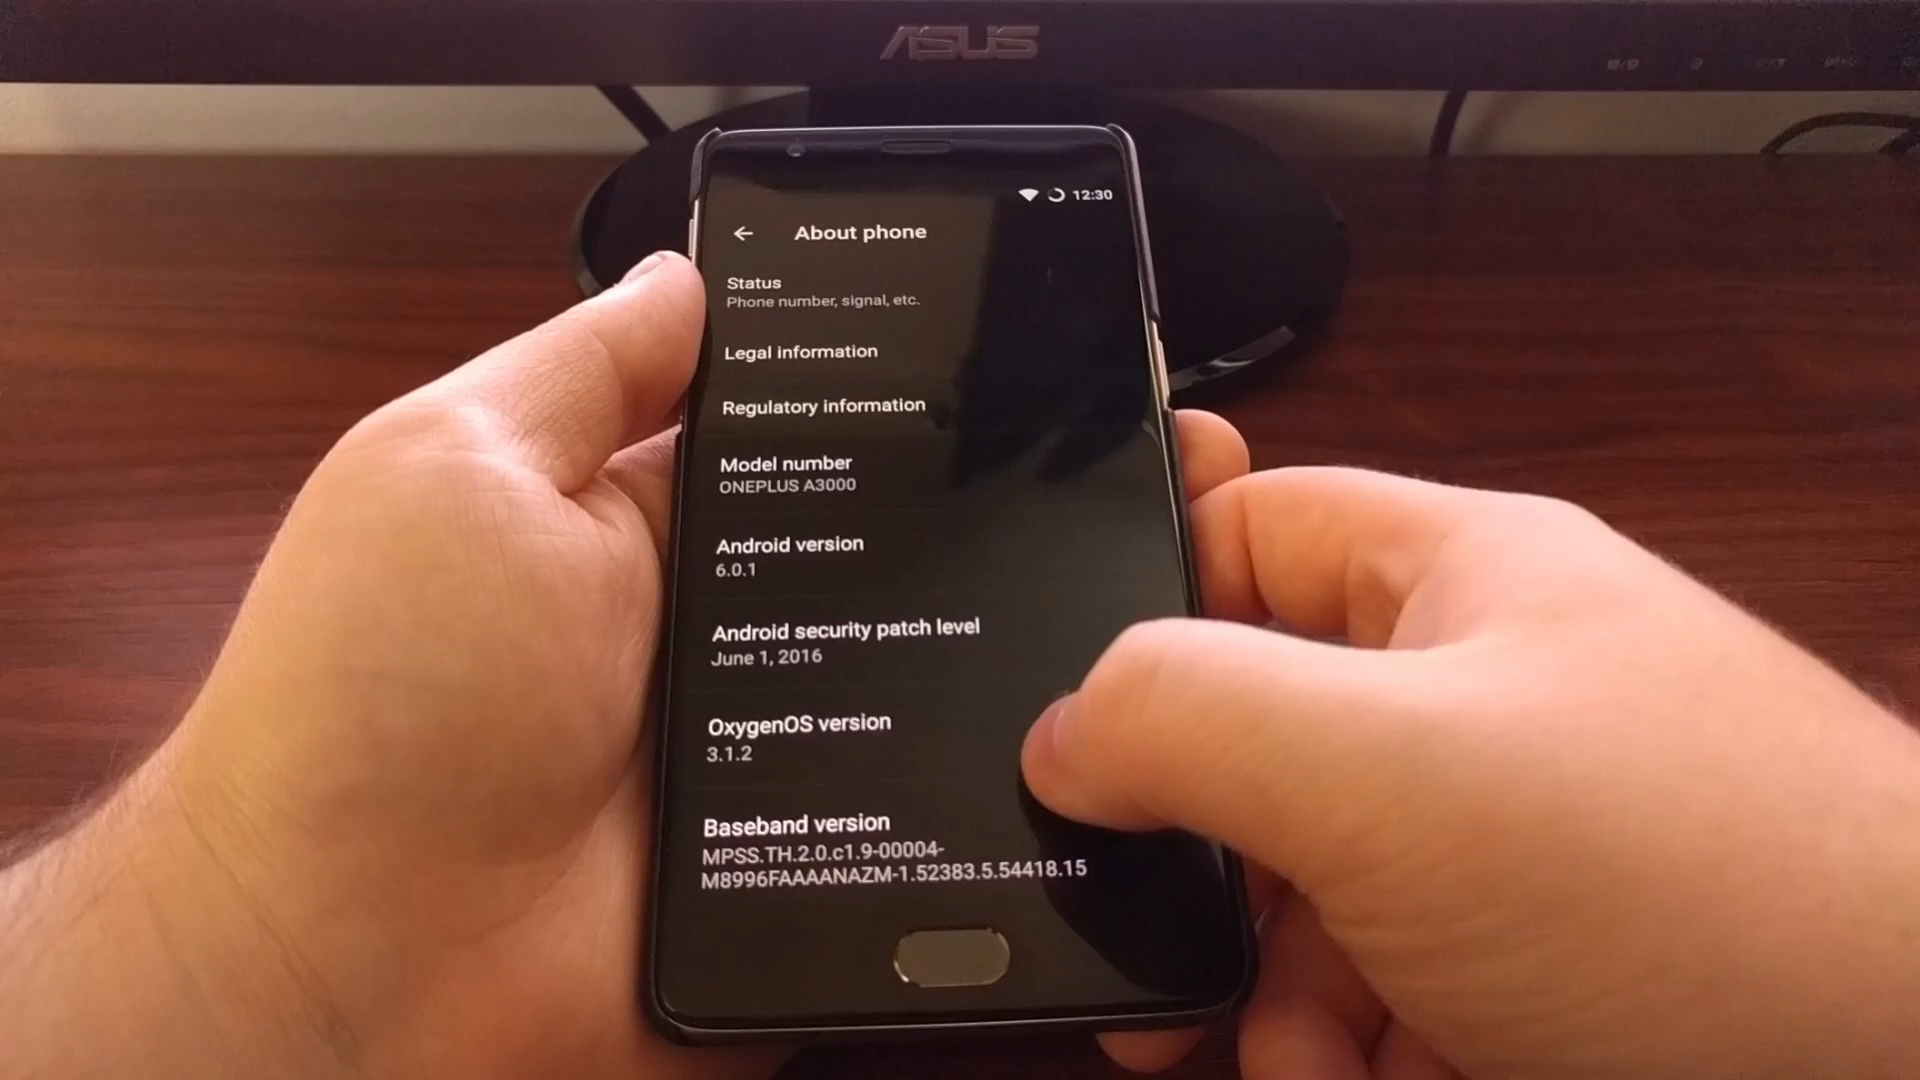 ASUS
12:30
About phone
Status
Phone number, signal, etc.
Legal information
Regulatory information
Model number
ONEPLUS A3000
Android version
6.0.1
Android security patch level
June 1, 2016
OxygenOS version
3.1.2
Baseband version
MPSS.TH.2.0.c1.9-00004-
M8996FAAAANAZM-1.52383.5.54418.15